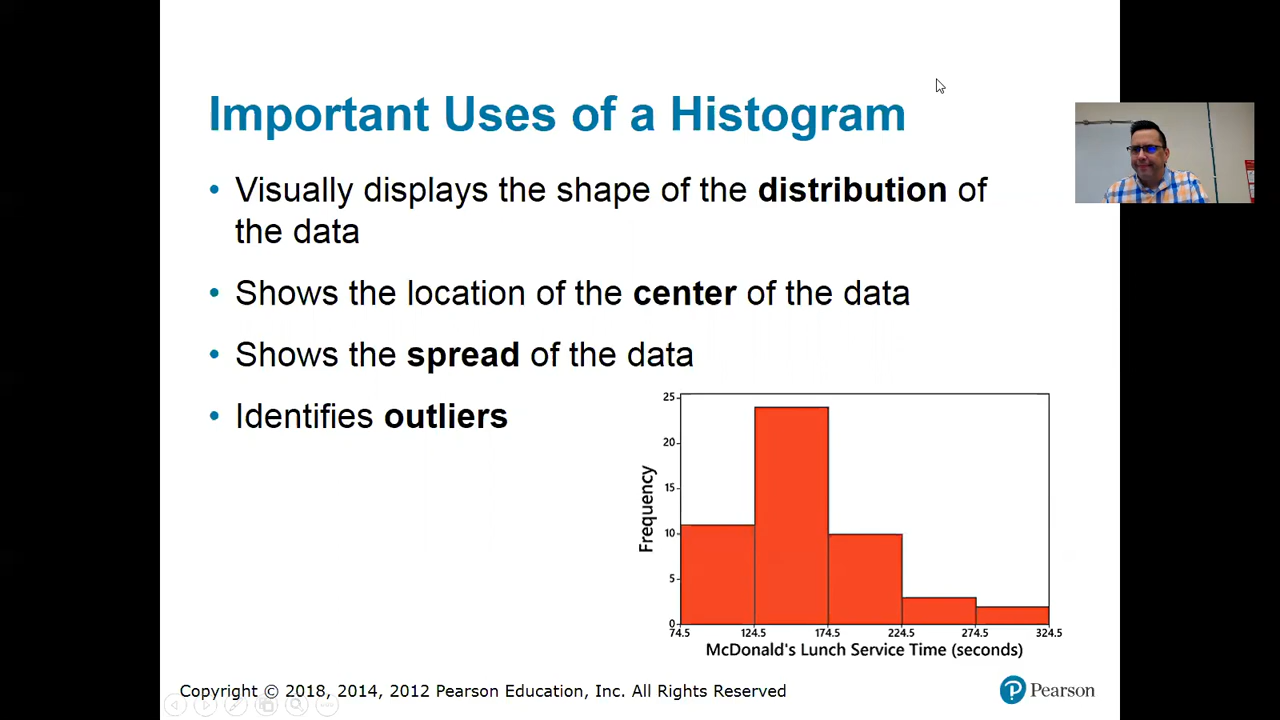 Important Uses of a Histogram
• Visually displays the shape of the distribution of
the data
• Shows the location of the center of the data
• Shows the spread of the data
• Identifies outliers
25
20
15
10
5
0
Frequency
74.5 124.5 174.5 224.5 274.5 324.5
McDonald's Lunch Service Time (seconds)
Copyright © 2018, 2014, 2012 Pearson Education, Inc. All Rights Reserved
P Pearson